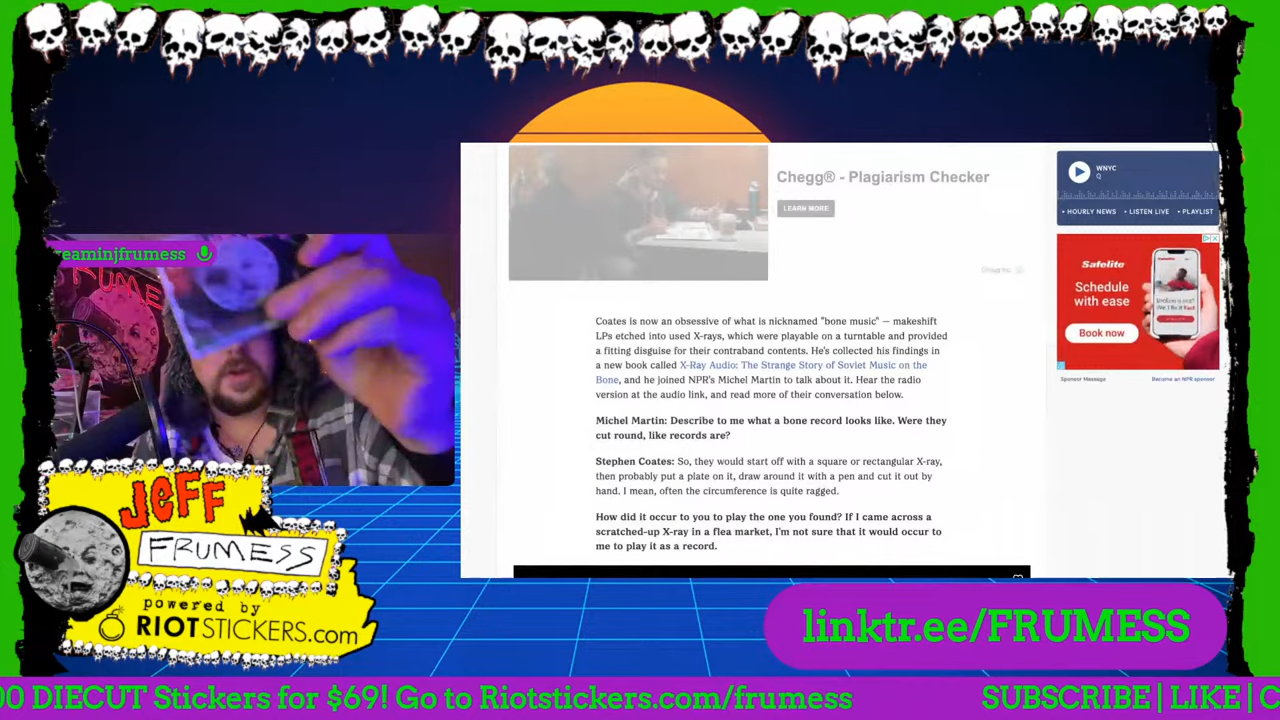 Chegg® - Plagiarism Checker
LEARN MORE
WNYC
Q
• HOURLY NEWS • LISTEN LIVE • PLAYLIST
Safelite
Schedule
with ease
Book now
Sponsor Message
Become an NPR sponsor
eaminjfrumess
FRUME
Coates is now an obsessive of what is nicknamed "bone music" — makeshift
LPs etched into used X-rays, which were playable on a turntable and provided
a fitting disguise for their contraband contents. He's collected his findings in
a new book called X-Ray Audio: The Strange Story of Soviet Music on the
Bone, and he joined NPR's Michel Martin to talk about it. Hear the radio
version at the audio link, and read more of their conversation below.
Michel Martin: Describe to me what a bone record looks like. Were they
cut round, like records are?
Stephen Coates: So, they would start off with a square or rectangular X-ray,
then probably put a plate on it, draw around it with a pen and cut it out by
hand. I mean, often the circumference is quite ragged.
How did it occur to you to play the one you found? If I came across a
scratched-up X-ray in a flea market, I'm not sure that it would occur to
me to play it as a record.
JEFF
FRUMESS
powered by
RIOTSTICKERS.com
linktr.ee/FRUMESS
00 DIECUT Stickers for $69! Go to Riotstickers.com/frumess
SUBSCRIBE | LIKE | C